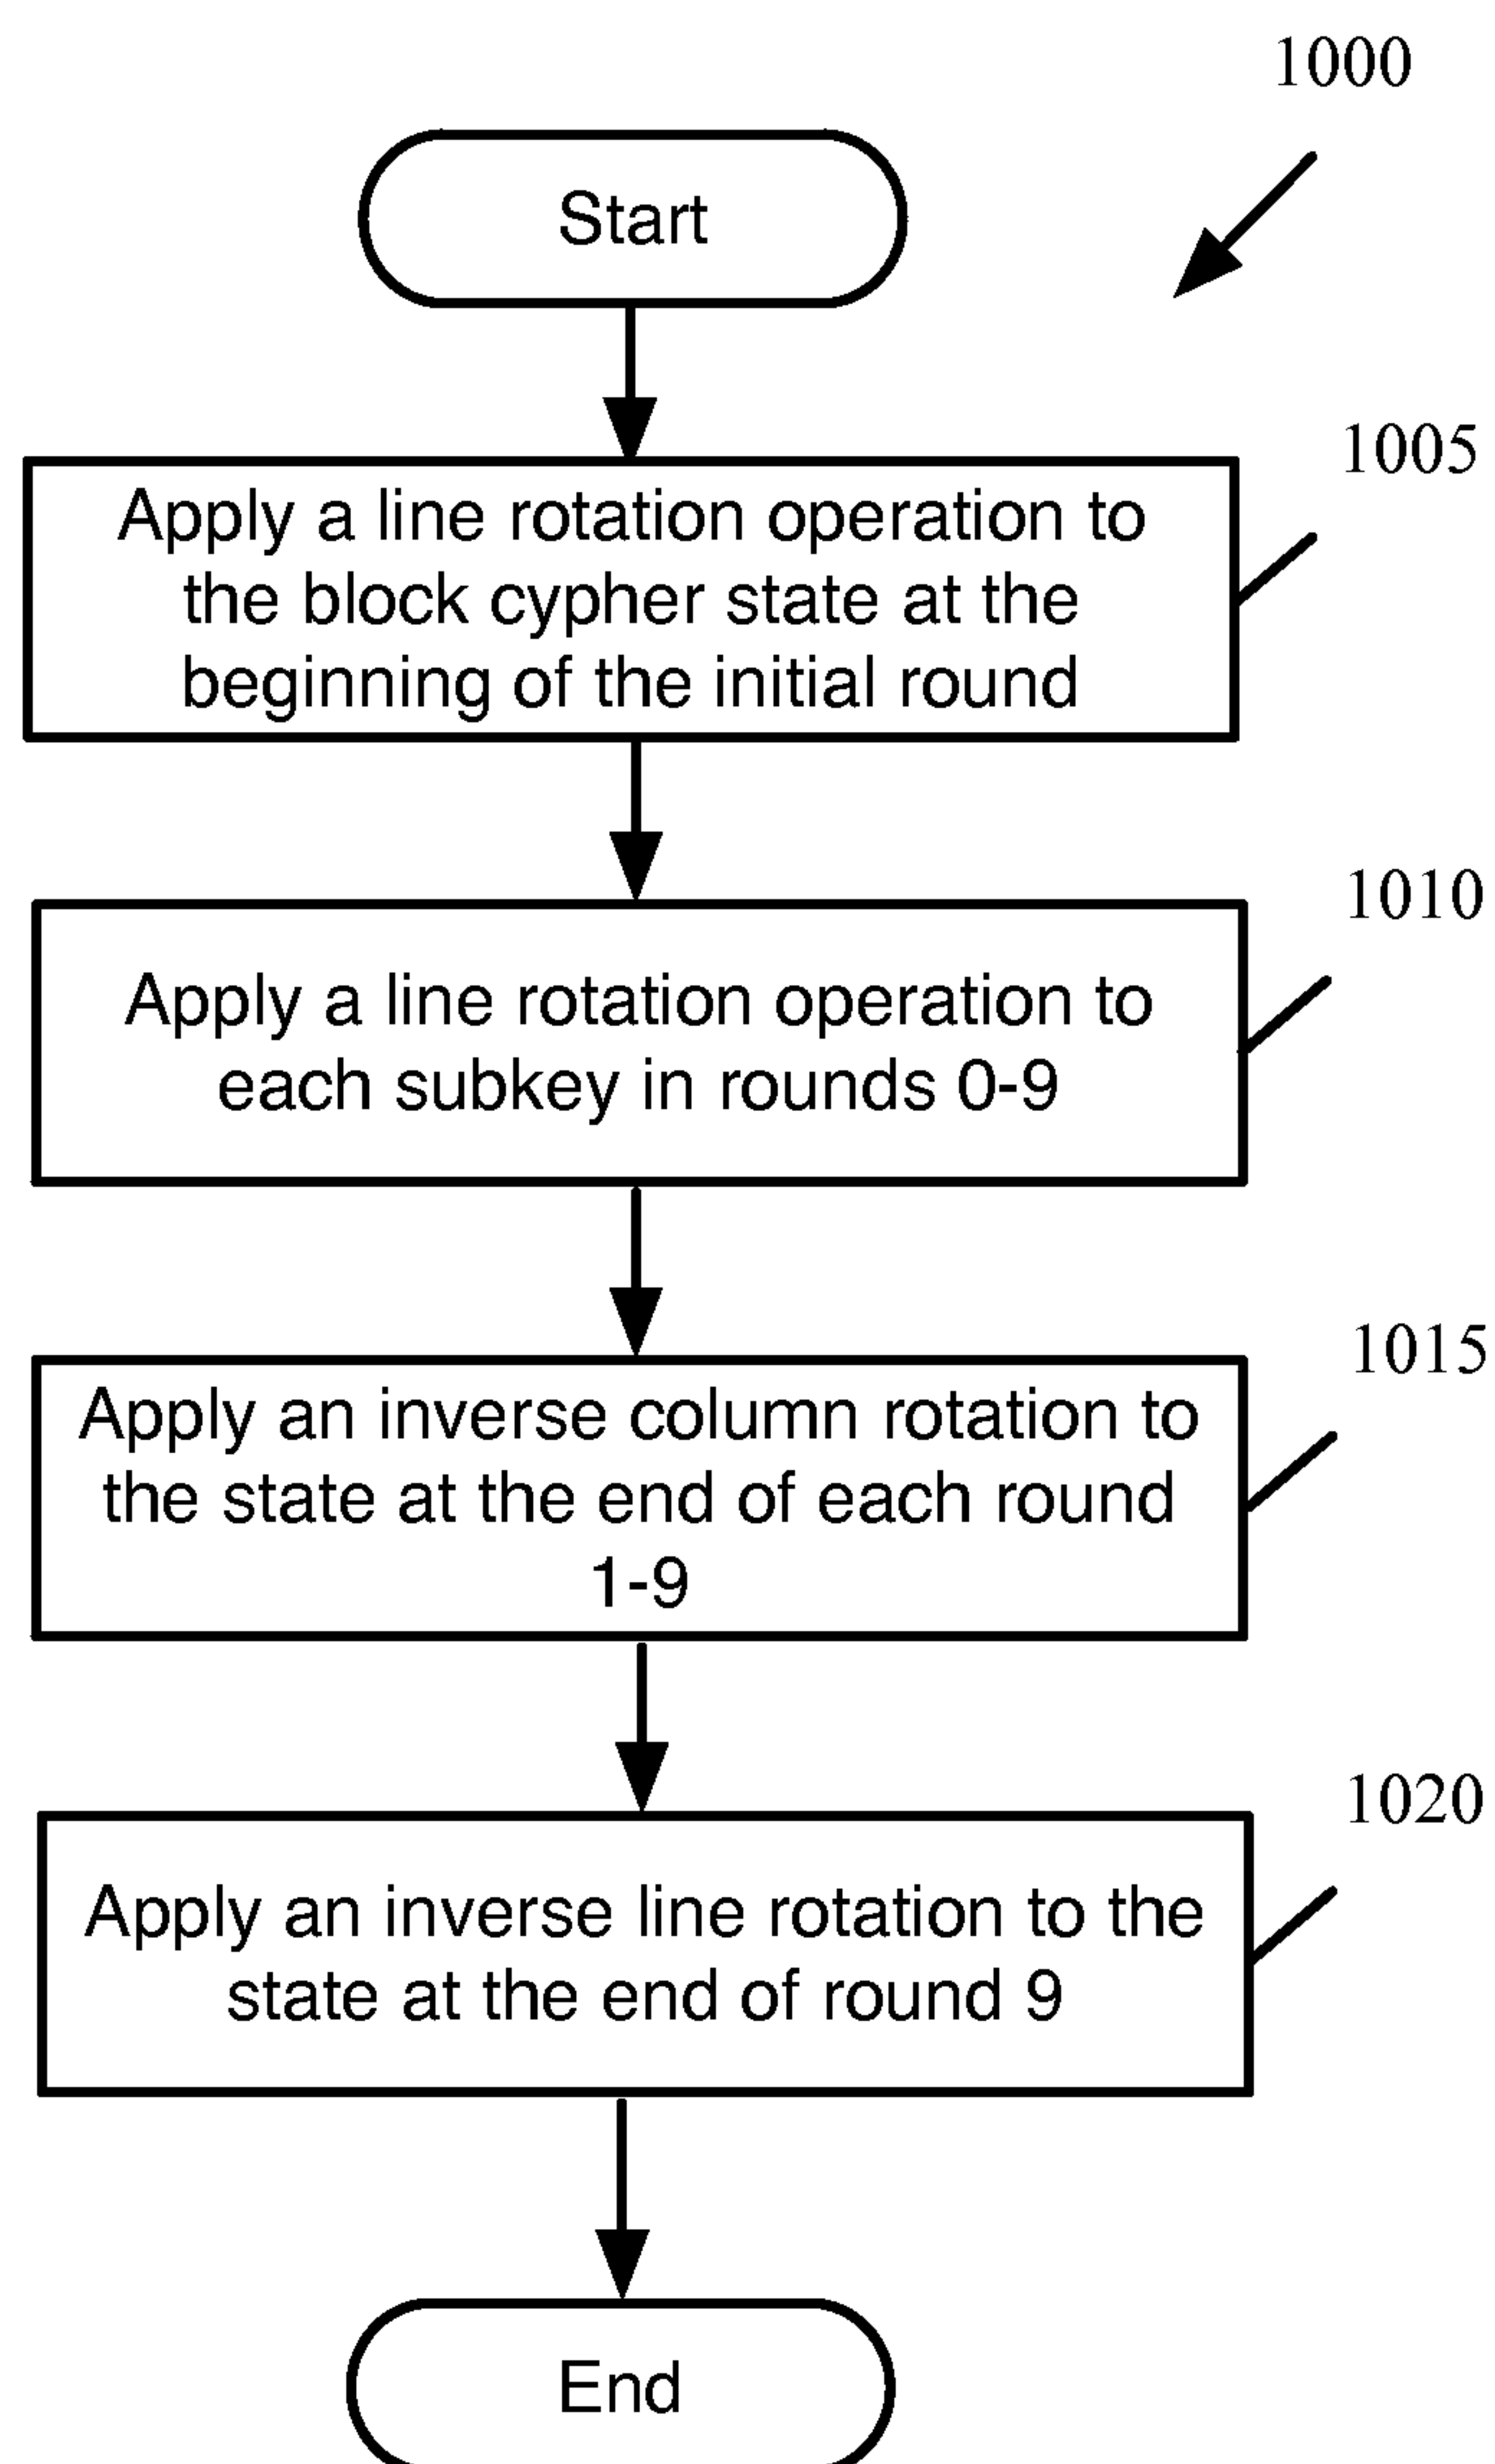 1000
Start
1005
Apply a line rotation operation to
the block cypher state at the
beginning of the initial round
1010
Apply a line rotation operation to
each subkey in rounds 0-9
1015
Apply an inverse column rotation to
the state at the end of each round
1-9
1020
Apply an inverse line rotation to the
state at the end of round 9
End